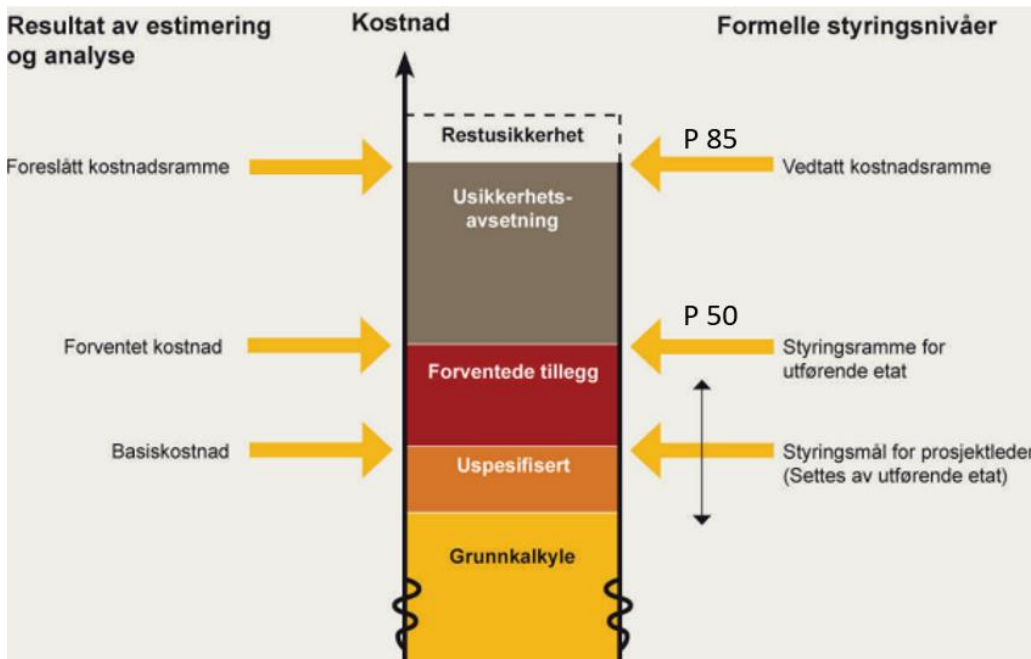 Resultat av estimering
og analyse
Kostnad
Formelle styringsnivåer
Restusikkerhet
P 85
Foreslått kostnadsramme
Vedtatt kostnadsramme
Usikkerhets-
avsetning
P 50
Forventet kostnad
Styringsramme for
utførende etat
Forventede tillegg
Basiskostnad
Uspesifisert
Styringsmål for prosjektleder
(Settes av utførende etat)
Grunnkalkyle